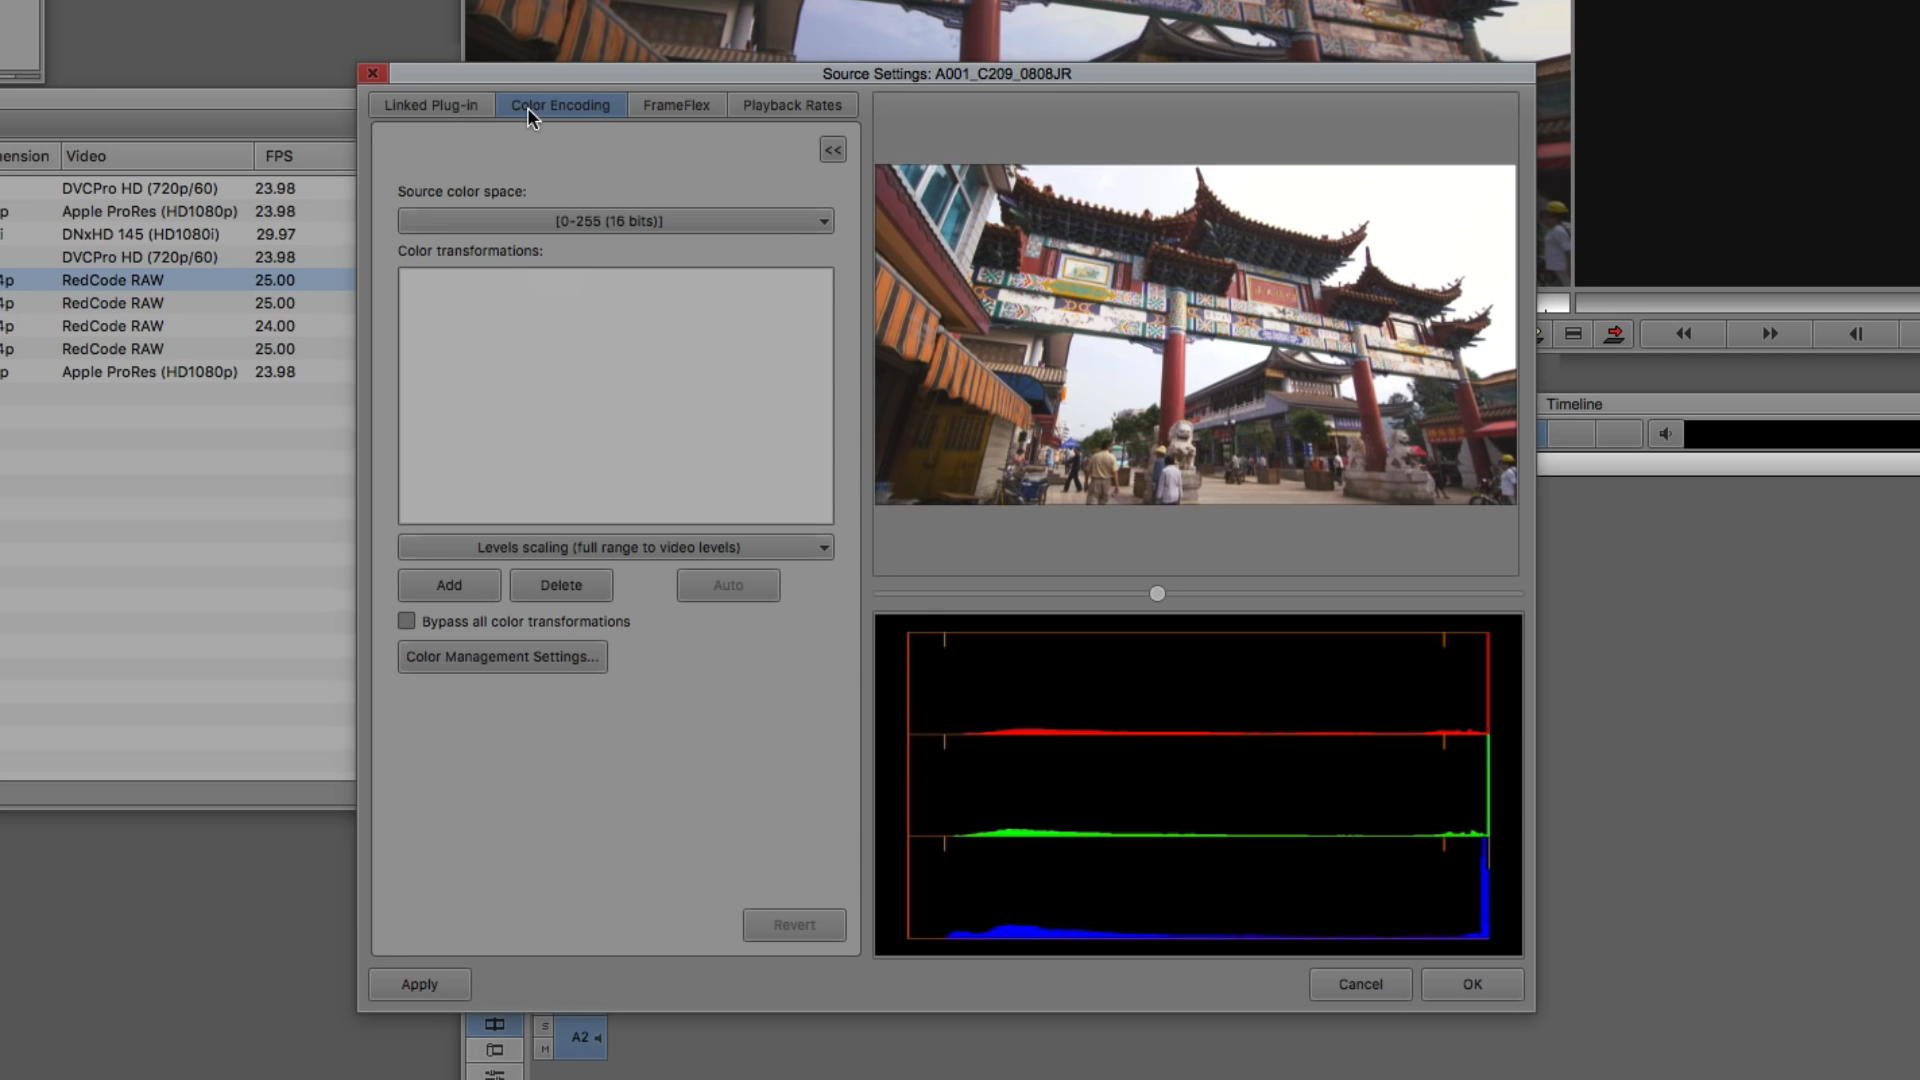 Source Settings: A001_C209_0808JR
Linked Plug-in
Color Encoding
FrameFlex
Playback Rates
<<
Source color space:
[0-255 (16 bits)]
Color transformations:
Levels scaling (full range to video levels)
Add
Delete
Auto
Bypass all color transformations
Color Management Settings...
Revert
Apply
Cancel
OK
ension Video FPS
DVCPro HD (720p/60) 23.98
p Apple ProRes (HD1080p) 23.98
i DNxHD 145 (HD1080i) 29.97
DVCPro HD (720p/60) 23.98
4p RedCode RAW 25.00
4p RedCode RAW 25.00
4p RedCode RAW 24.00
4p RedCode RAW 25.00
p Apple ProRes (HD1080p) 23.98
Timeline
S
M
A2